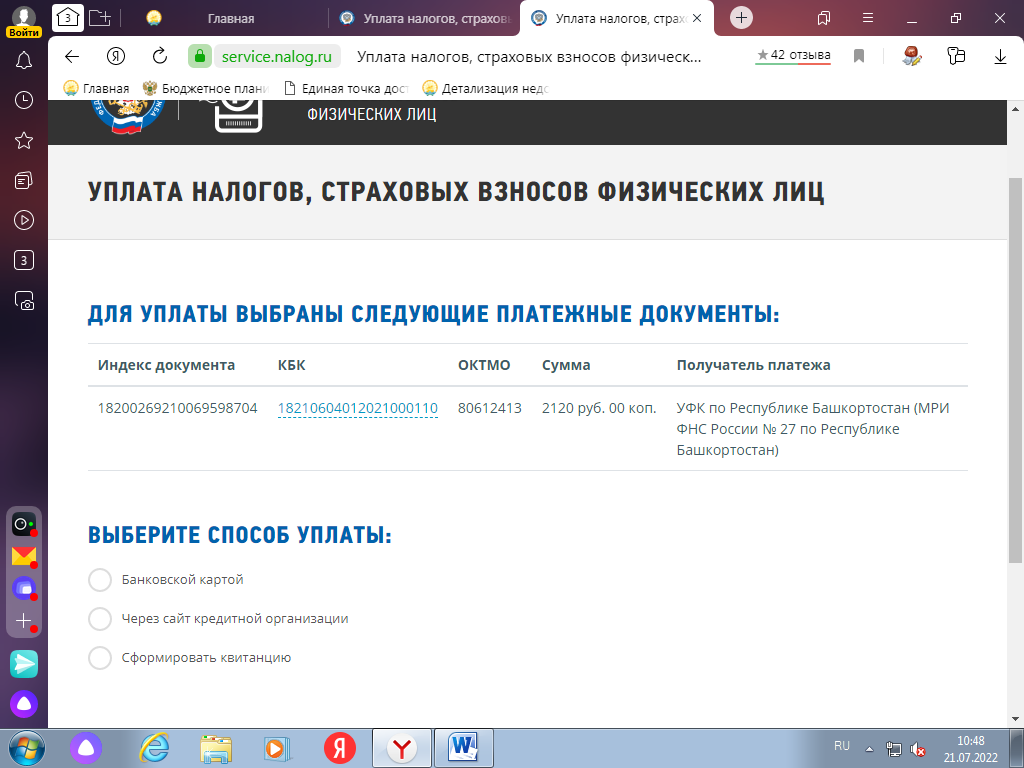 Войти
3
Главная
Уплата налогов, страховы
Уплата налогов, страх
service.nalog.ru
Уплата налогов, страховых взносов физическ...
42 отзыва
Главная
Бюджетное плани
Единая точка дос
Детализация недо
3
ФИЗИЧЕСКИХ ЛИЦ
УПЛАТА НАЛОГОВ, СТРАХОВЫХ ВЗНОСОВ ФИЗИЧЕСКИХ ЛИЦ
ДЛЯ УПЛАТЫ ВЫБРАНЫ СЛЕДУЮЩИЕ ПЛАТЕЖНЫЕ ДОКУМЕНТЫ:
Индекс документа КБК ОКТМО Сумма Получатель платежа
18200269210069598704 18210604012021000110 80612413 2120 руб. 00 коп. УФК по Республике Башкортостан (МРИ
ФНС России № 27 по Республике
Башкортостан)
ВЫБЕРИТЕ СПОСОБ УПЛАТЫ:
Банковской картой
Через сайт кредитной организации
Сформировать квитанцию
RU
10:48
21.07.2022